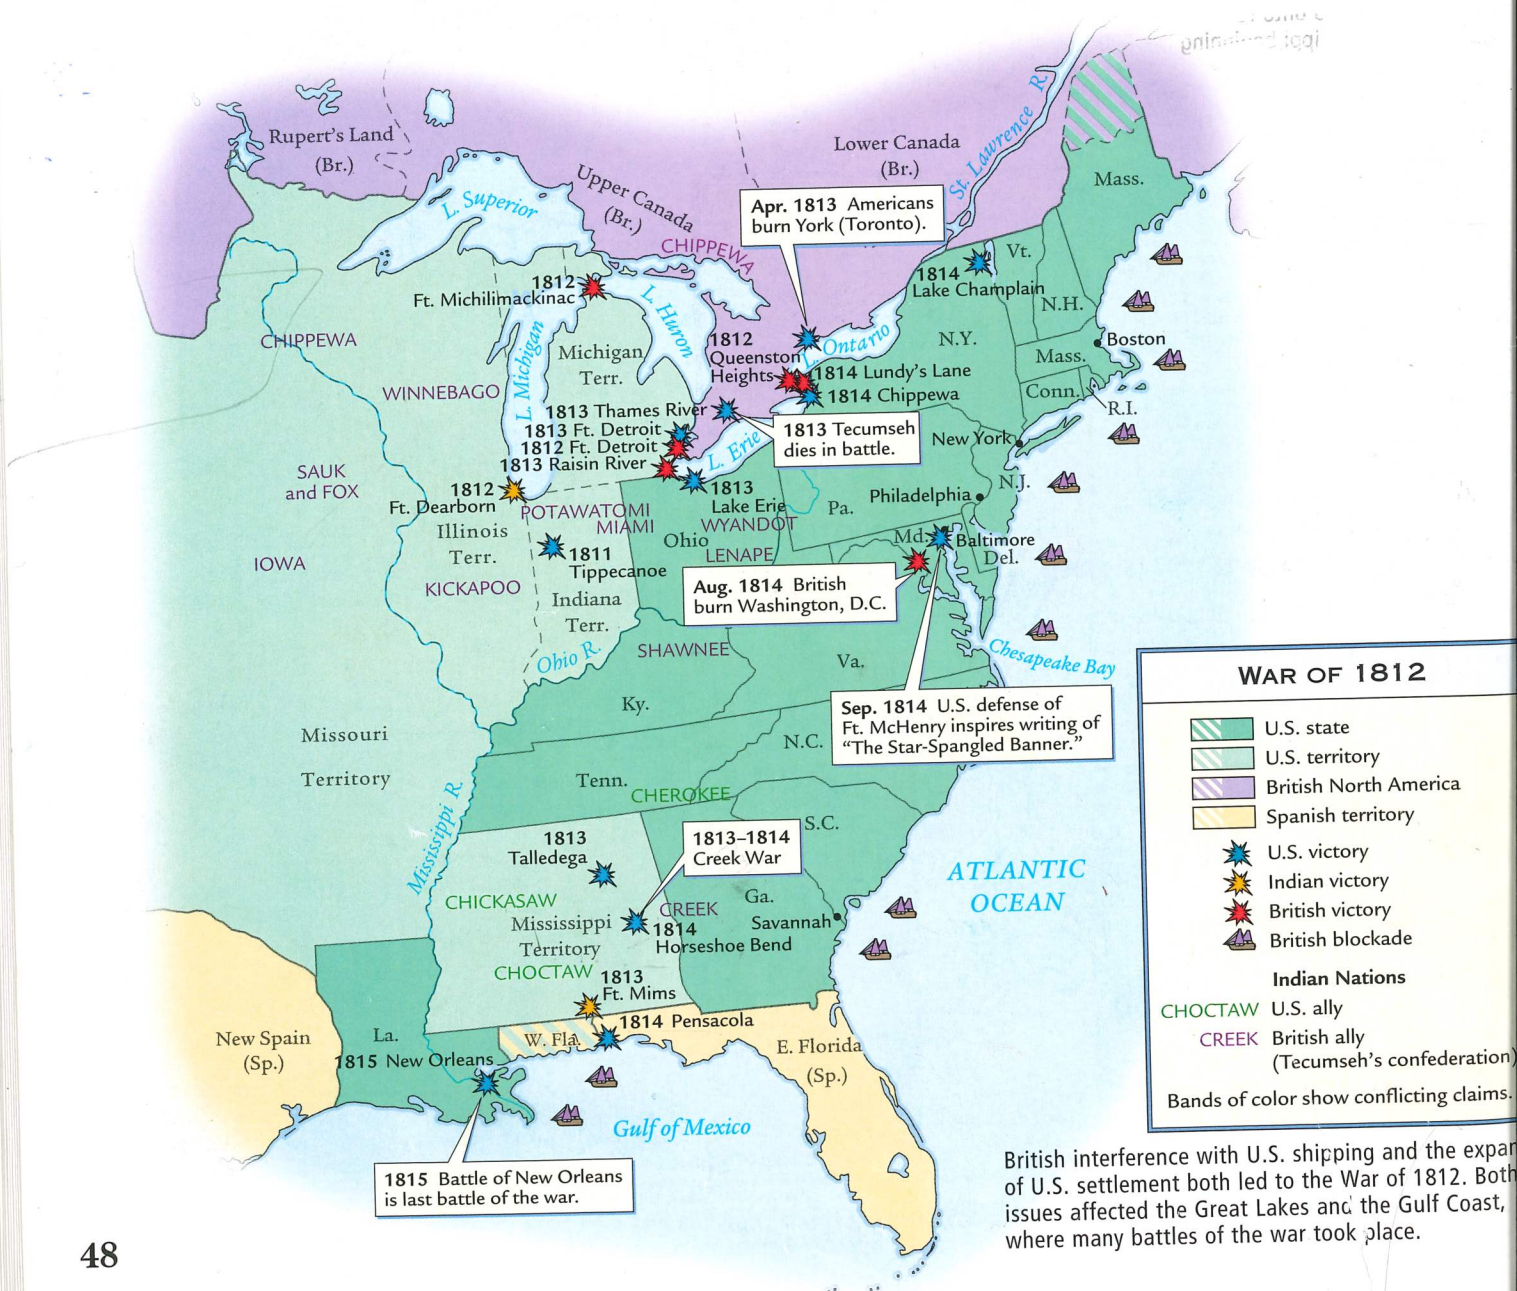 Rupert's Land
(Br.)
Lower Canada
(Br.)
St. Lawrence R.
Mass.
Upper Canada
(Br.)
L. Superior
CHIPPEWA
Apr. 1813 Americans
burn York (Toronto).
Vt.
1814
Lake Champlain
N.H.
1812
Ft. Michilimackinac
L. Huron
L. Michigan
CHIPPEWA
Michigan
Terr.
1812
Queenston
Heights
L. Ontario
N.Y.
Boston
Mass.
1814 Lundy's Lane
WINNEBAGO
1814 Chippewa
Conn.
R.I.
1813 Thames River
1813 Ft. Detroit
1812 Ft. Detroit
1813 Raisin River
L. Erie
1813 Tecumseh
dies in battle.
New York
SAUK
and FOX
1812
Ft. Dearborn
1813
Lake Erie
Philadelphia
N.J.
Pa.
POTAWATOMI
MIAMI
WYANDOT
Illinois
Terr.
Ohio
LENAPE
Md.
Baltimore
Del.
IOWA
1811
Tippecanoe
KICKAPOO
Indiana
Terr.
Aug. 1814 British
burn Washington, D.C.
Ohio R.
SHAWNEE
Va.
Chesapeake Bay
Ky.
Sep. 1814 U.S. defense of
Ft. McHenry inspires writing of
“The Star-Spangled Banner.”
Missouri
Territory
N.C.
Tenn.
CHEROKEE
Mississippi R.
1813
Talledega
1813–1814
Creek War
S.C.
ATLANTIC
OCEAN
CHICKASAW
Mississippi
Territory
CREEK
Ga.
Savannah
1814
Horseshoe Bend
CHOCTAW
1813
Ft. Mims
1814 Pensacola
New Spain
(Sp.)
La.
W. Fla.
E. Florida
(Sp.)
1815 New Orleans
Gulf of Mexico
1815 Battle of New Orleans
is last battle of the war.
WAR OF 1812
U.S. state
U.S. territory
British North America
Spanish territory
U.S. victory
Indian victory
British victory
British blockade
Indian Nations
CHOCTAW U.S. ally
CREEK British ally
(Tecumseh's confederation)
Bands of color show conflicting claims.
British interference with U.S. shipping and the
of U.S. settlement both led to the War of 1812. Both
issues affected the Great Lakes and the Gulf Coast,
where many battles of the war took place.
48